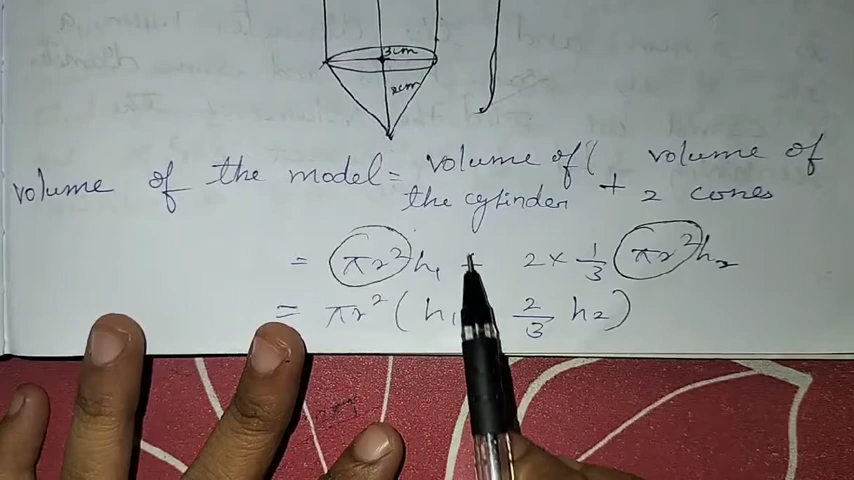 3cm
2cm
volume of the model = volume of the cylinder + volume of 2 cones
= πr²h₁ + 2 × 1/3 πr²h₂
= πr² (h₁ 2/3 h₂)